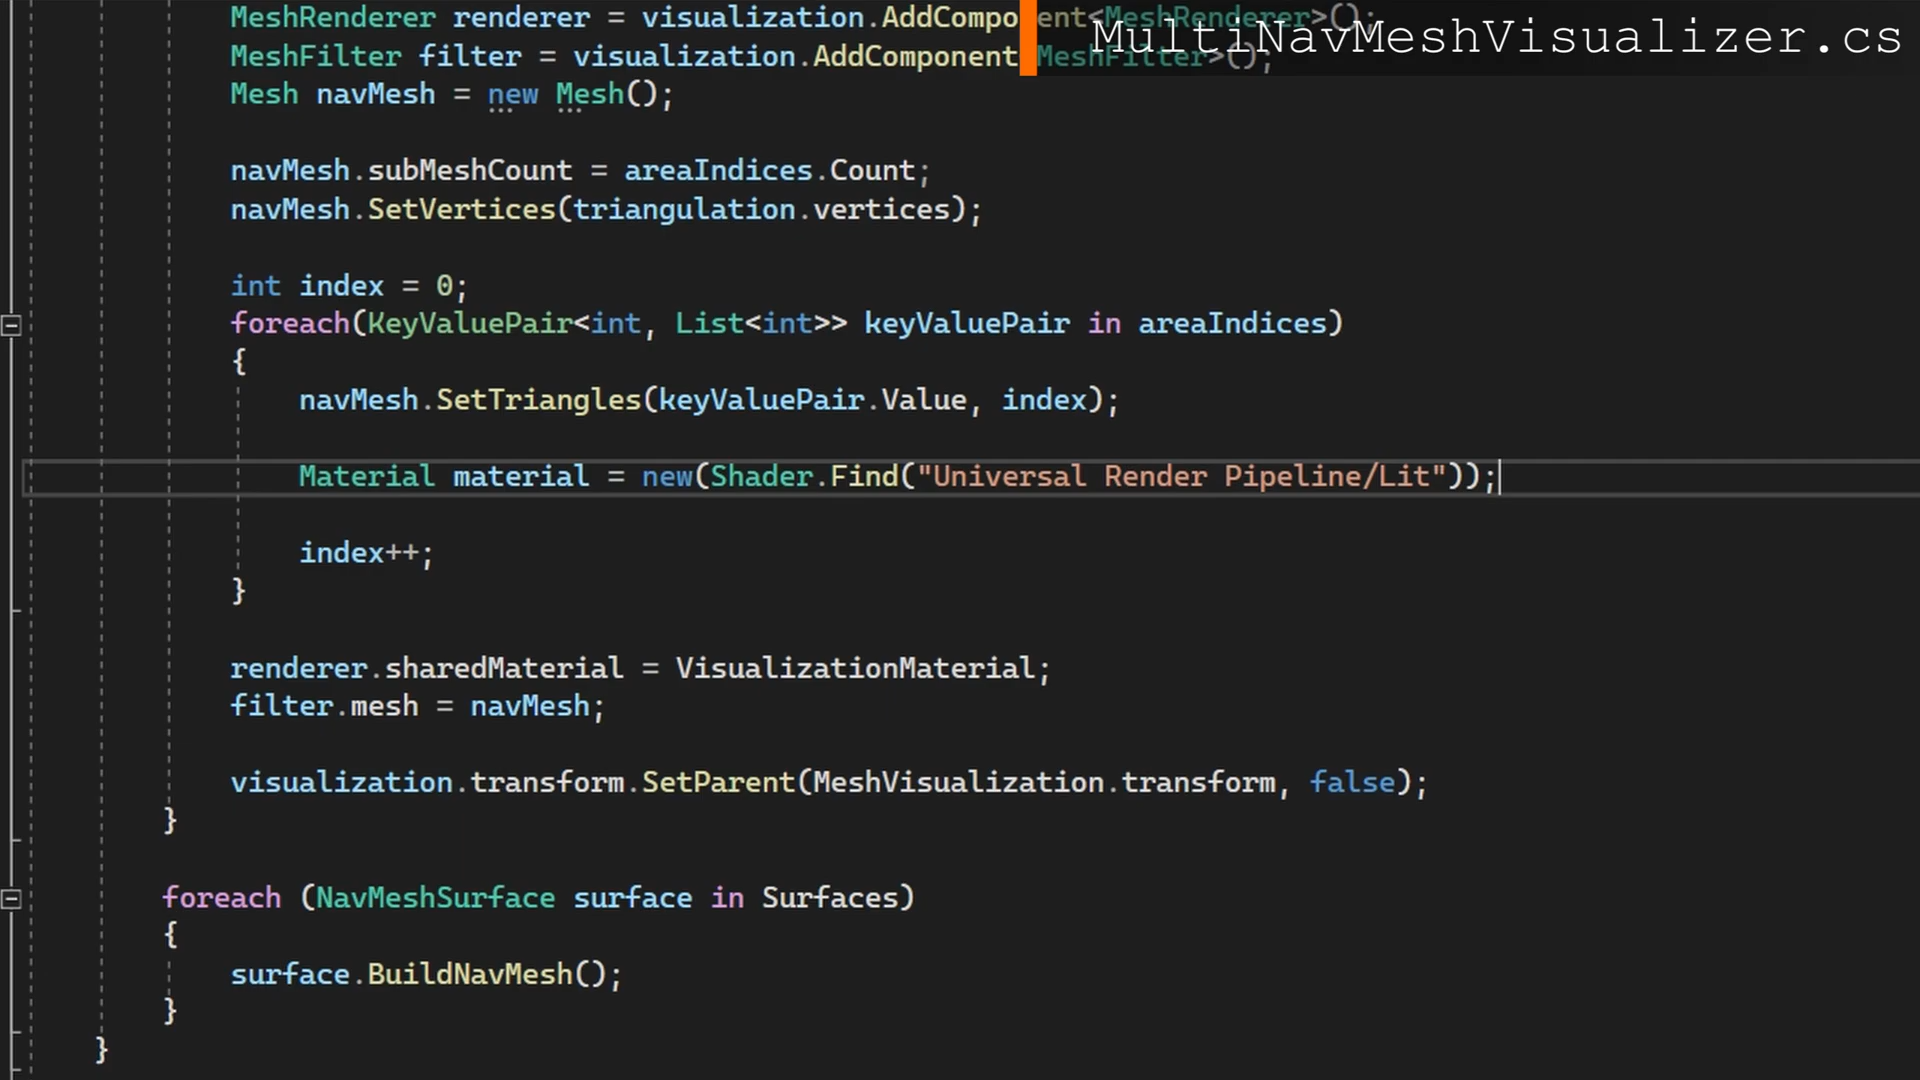 MeshRenderer renderer = visualization.AddComponent<MeshRenderer>();
MultiNavMeshVisualizer.cs
MeshFilter filter = visualization.AddComponent<MeshFilter>();
Mesh navMesh = new Mesh();
navMesh.subMeshCount = areaIndices.Count;
navMesh.SetVertices(triangulation.vertices);
int index = 0;
foreach(KeyValuePair<int, List<int>> keyValuePair in areaIndices)
{
navMesh.SetTriangles(keyValuePair.Value, index);
Material material = new(Shader.Find("Universal Render Pipeline/Lit"));
index++;
}
renderer.sharedMaterial = VisualizationMaterial;
filter.mesh = navMesh;
visualization.transform.SetParent(MeshVisualization.transform, false);
}
foreach (NavMeshSurface surface in Surfaces)
{
surface.BuildNavMesh();
}
}